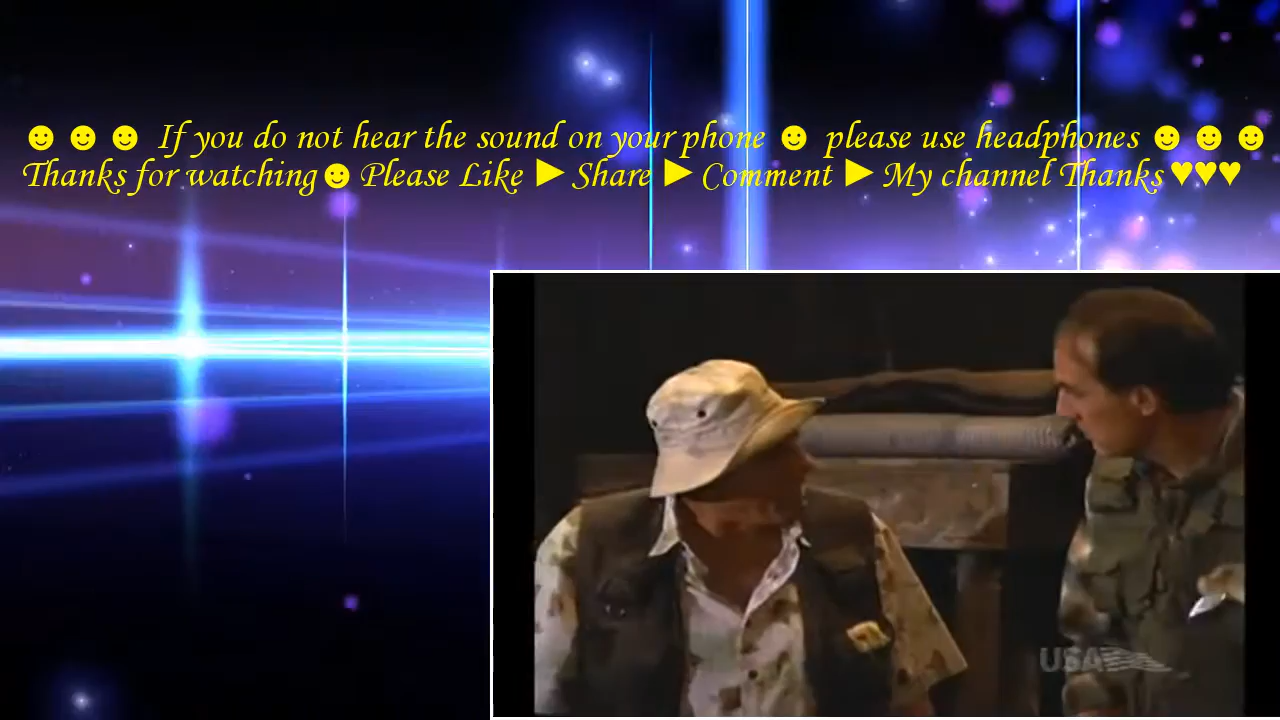 ☻ ☻ ☻ If you do not hear the sound on your phone ☻ please use headphones ☻ ☻ ☻
Thanks for watching ☻ Please Like ► Share ► Comment ► My channel Thanks ♥♥♥
USA